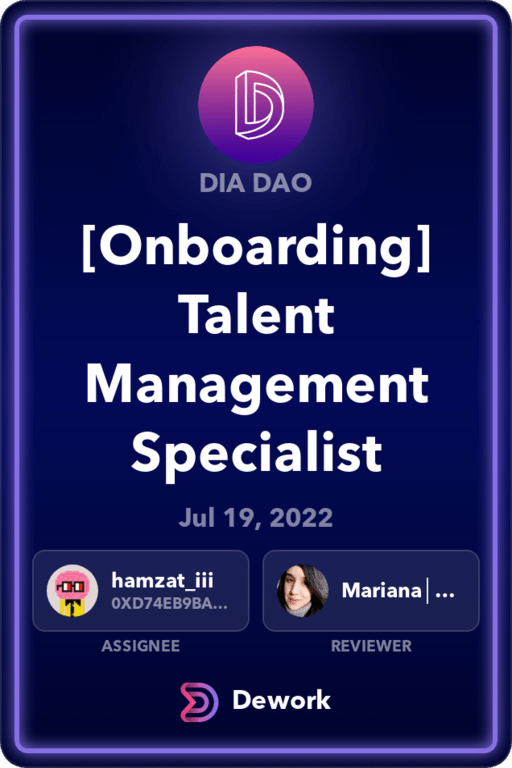 DIA DAO
[Onboarding]
Talent
Management
Specialist
Jul 19, 2022
hamzat_iii
0XD74EB9BA...
ASSIGNEE
Mariana| ...
REVIEWER
Dework